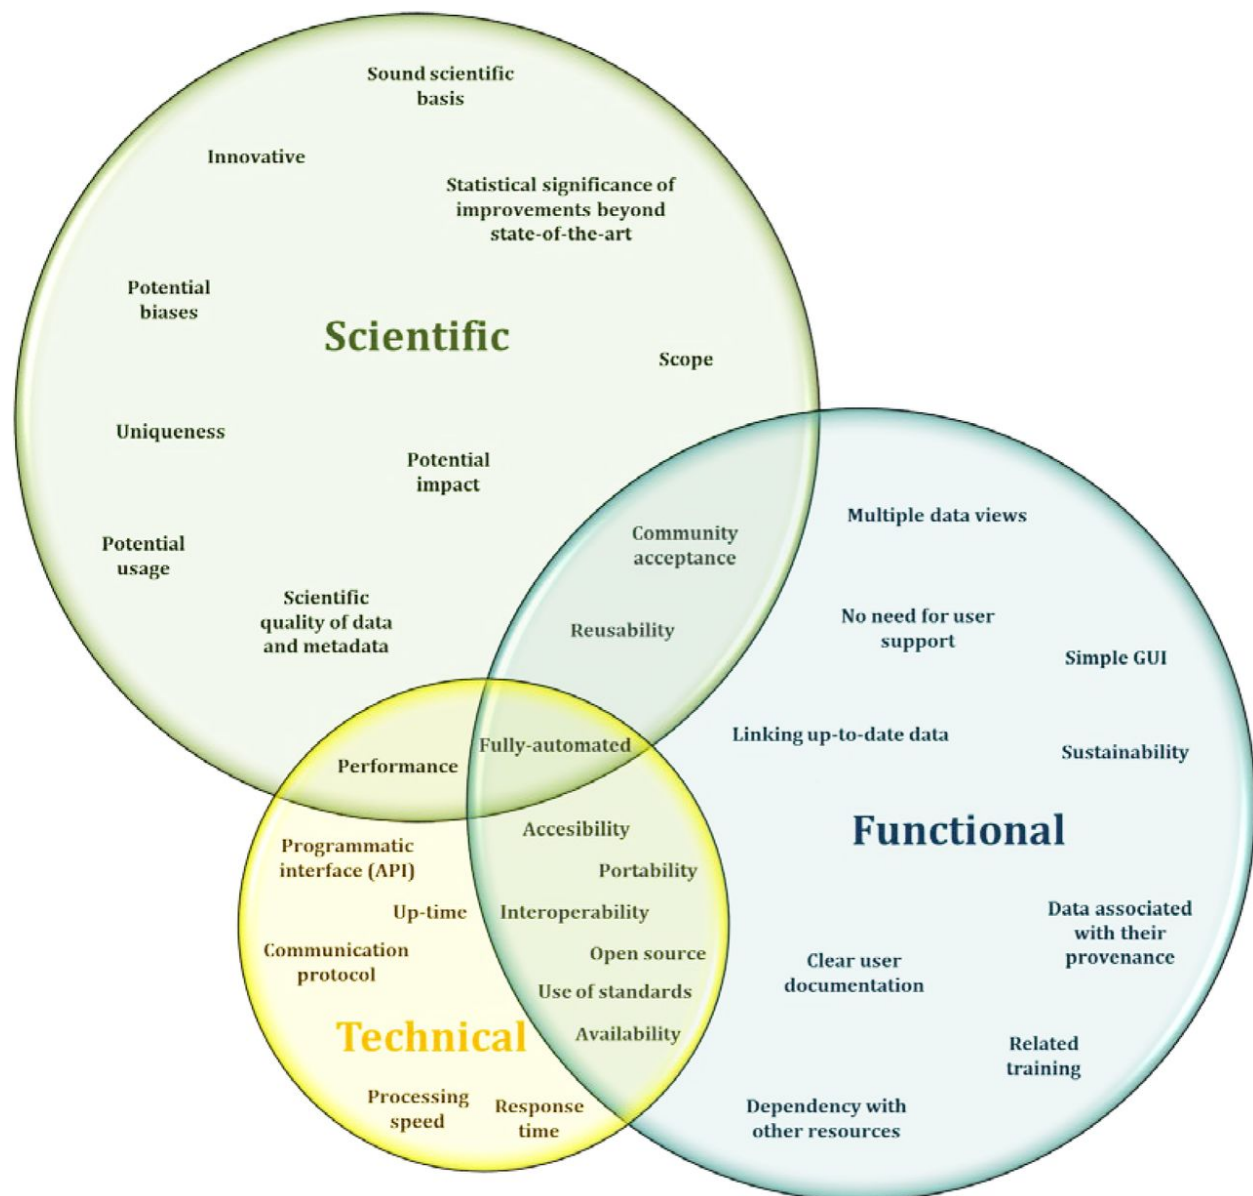 Sound scientific
basis
Innovative
Statistical significance of
improvements beyond
state-of-the-art
Potential
biases
Scientific
Scope
Uniqueness
Potential
impact
Potential
usage
Scientific
quality of data
and metadata
Community
acceptance
Reusability
Multiple data views
No need for user
support
Simple GUI
Linking up-to-date data
Sustainability
Functional
Data associated
with their
provenance
Clear user
documentation
Related
training
Dependency with
other resources
Performance
Fully-automated
Accesibility
Portability
Interoperability
Open source
Use of standards
Availability
Programmatic
interface (API)
Up-time
Communication
protocol
Technical
Processing
speed
Response
time